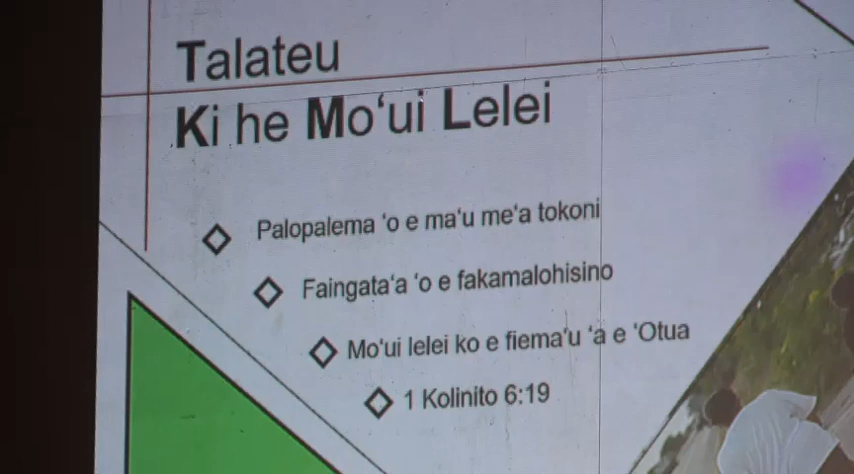 Talateu
Ki he Mo‘ui Lelei
Palopalema ‘o e ma‘u me‘a tokoni
Faingata‘a ‘o e fakamalohisino
Mo‘ui lelei ko e fiema‘u ‘a e ‘Otua
1 Kolinito 6:19